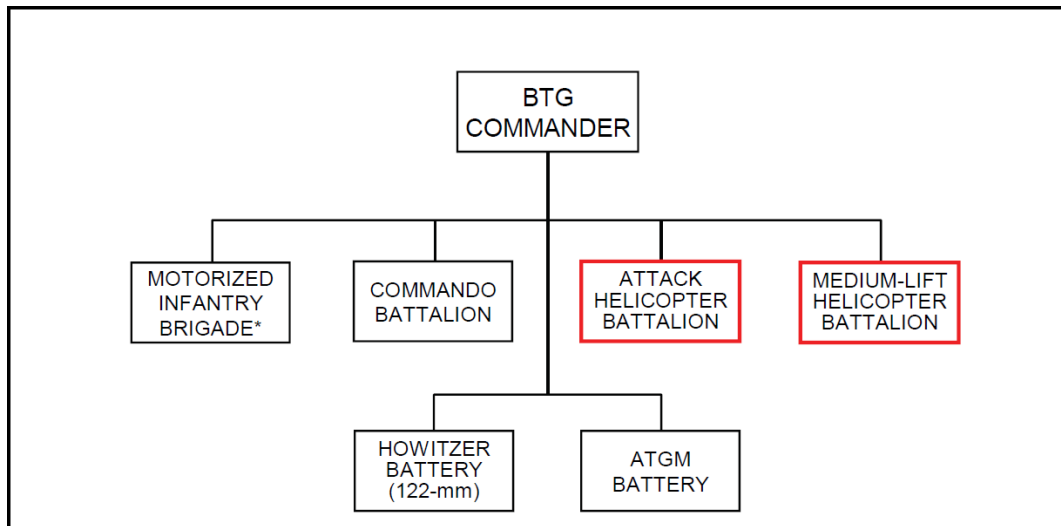 BTG
COMMANDER
MOTORIZED
INFANTRY
BRIGADE*
COMMANDO
BATTALION
ATTACK
HELICOPTER
BATTALION
MEDIUM-LIFT
HELICOPTER
BATTALION
HOWITZER
BATTERY
(122-mm)
ATGM
BATTERY